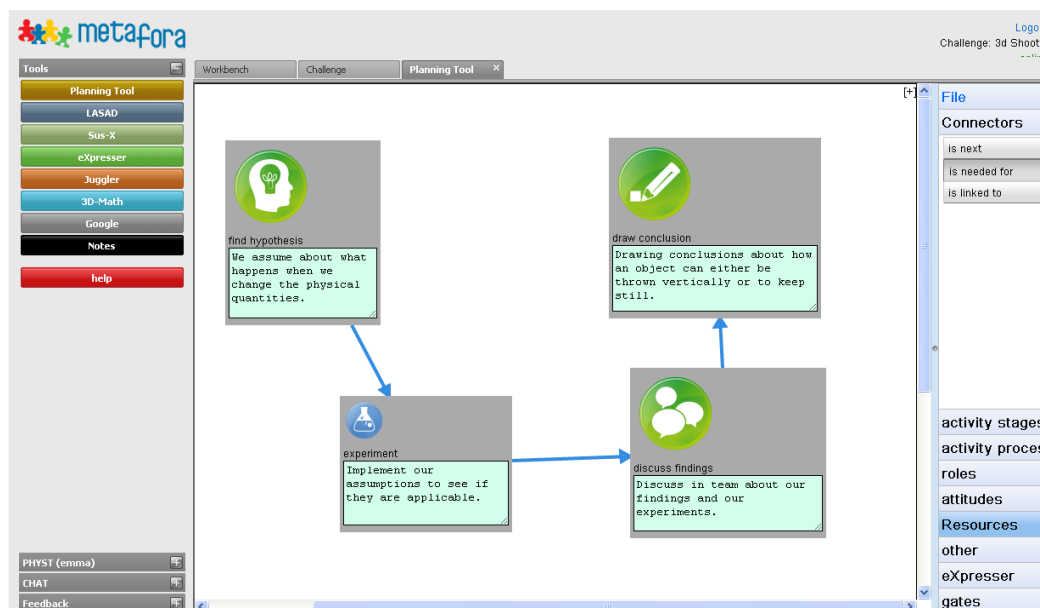 metafora
Logo
Challenge: 3d Shoot
Tools
Workbench
Challenge
Planning Tool
Planning Tool
LASAD
Sus-X
eXpresser
Juggler
3D-Math
Google
Notes
help
[+]
find hypothesis
We assume about what
happens when we
change the physical
quantities.
draw conclusion
Drawing conclusions about how
an object can either be
thrown vertically or to keep
still.
experiment
Implement our
assumptions to see if
they are applicable.
discuss findings
Discuss in team about our
findings and our
experiments.
File
Connectors
is next
is needed for
is linked to
activity stages
activity proces
roles
attitudes
Resources
other
eXpresser
gates
PHYST (emma)
CHAT
Feedback